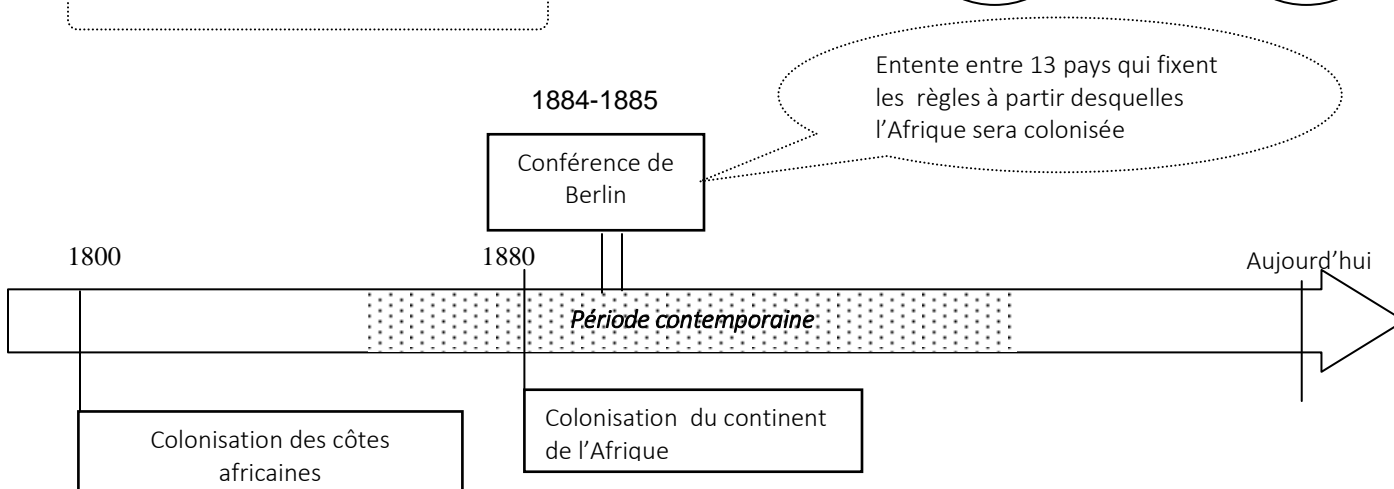 Entente entre 13 pays qui fixent
les règles à partir desquelles
l'Afrique sera colonisée
1884-1885
Conférence de
Berlin
1800
1880
Aujourd'hui
Période contemporaine
Colonisation du continent
de l'Afrique
Colonisation des côtes
africaines